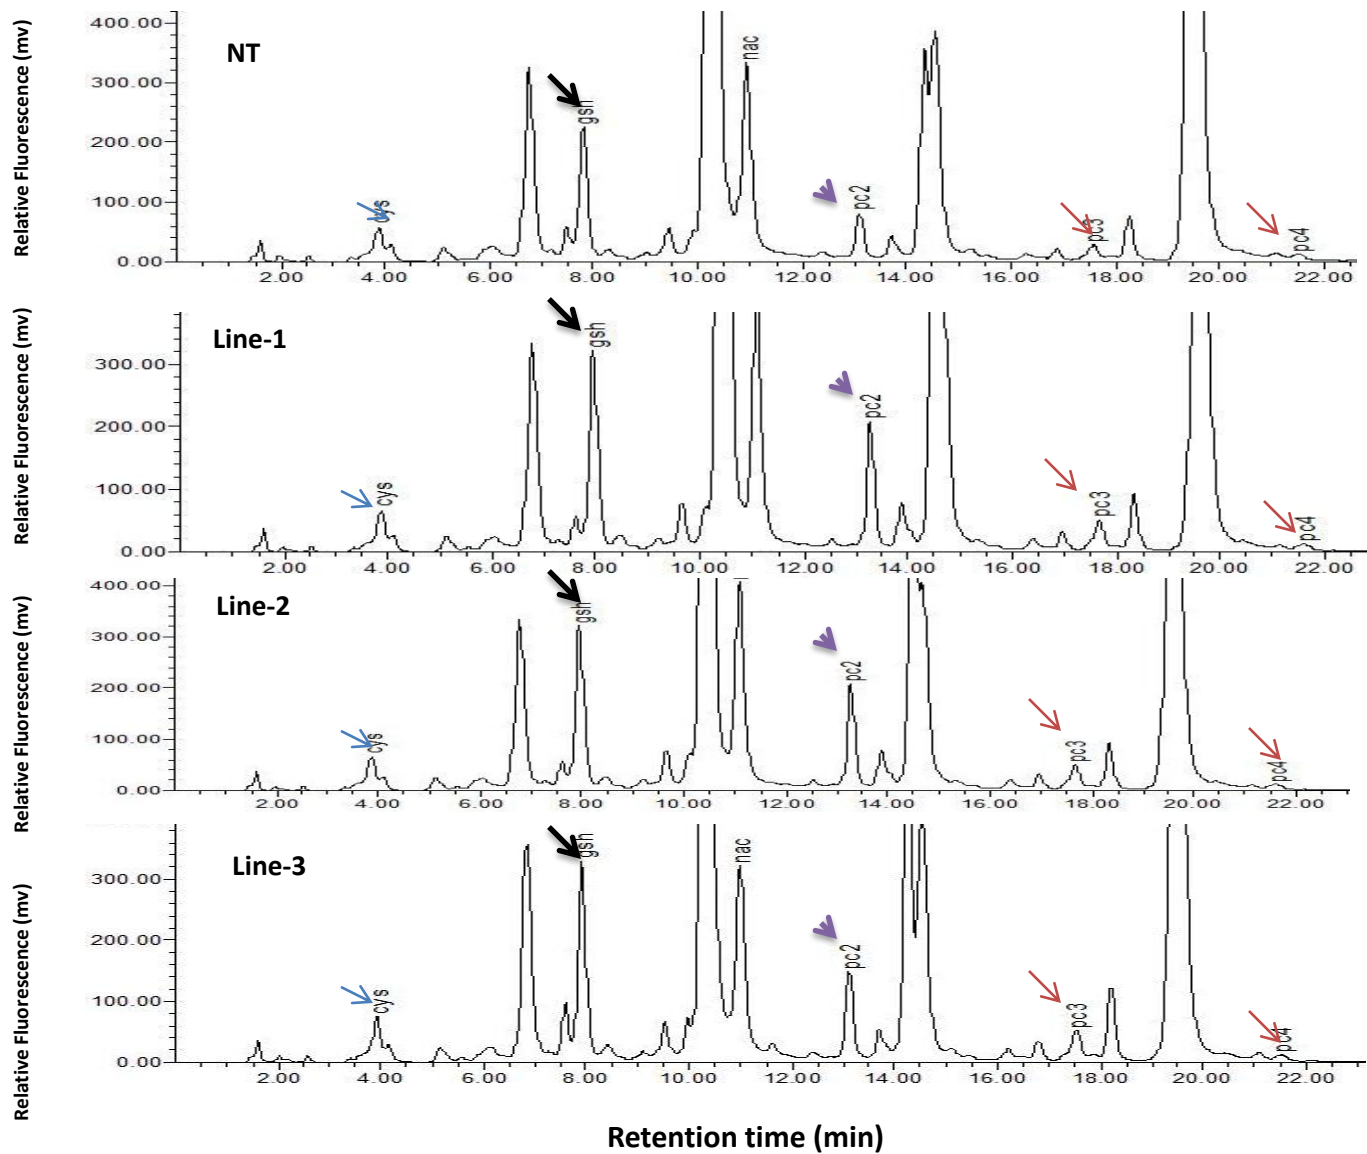 Relative Fluorescence (mv)
NT
400.00
300.00
200.00
100.00
0.00
cys
gsh
nac
pc2
pc3
pc4
2.00 4.00 6.00 8.00 10.00 12.00 14.00 16.00 18.00 20.00 22.00
Relative Fluorescence (mv)
Line-1
300.00
200.00
100.00
0.00
cys
gsh
pc2
pc3
pc4
2.00 4.00 6.00 8.00 10.00 12.00 14.00 16.00 18.00 20.00 22.00
Relative Fluorescence (mv)
Line-2
400.00
300.00
200.00
100.00
0.00
cys
gsh
pc2
pc3
pc4
2.00 4.00 6.00 8.00 10.00 12.00 14.00 16.00 18.00 20.00 22.00
Relative Fluorescence (mv)
Line-3
300.00
200.00
100.00
0.00
cys
gsh
nac
pc2
pc3
pc4
2.00 4.00 6.00 8.00 10.00 12.00 14.00 16.00 18.00 20.00 22.00
Retention time (min)